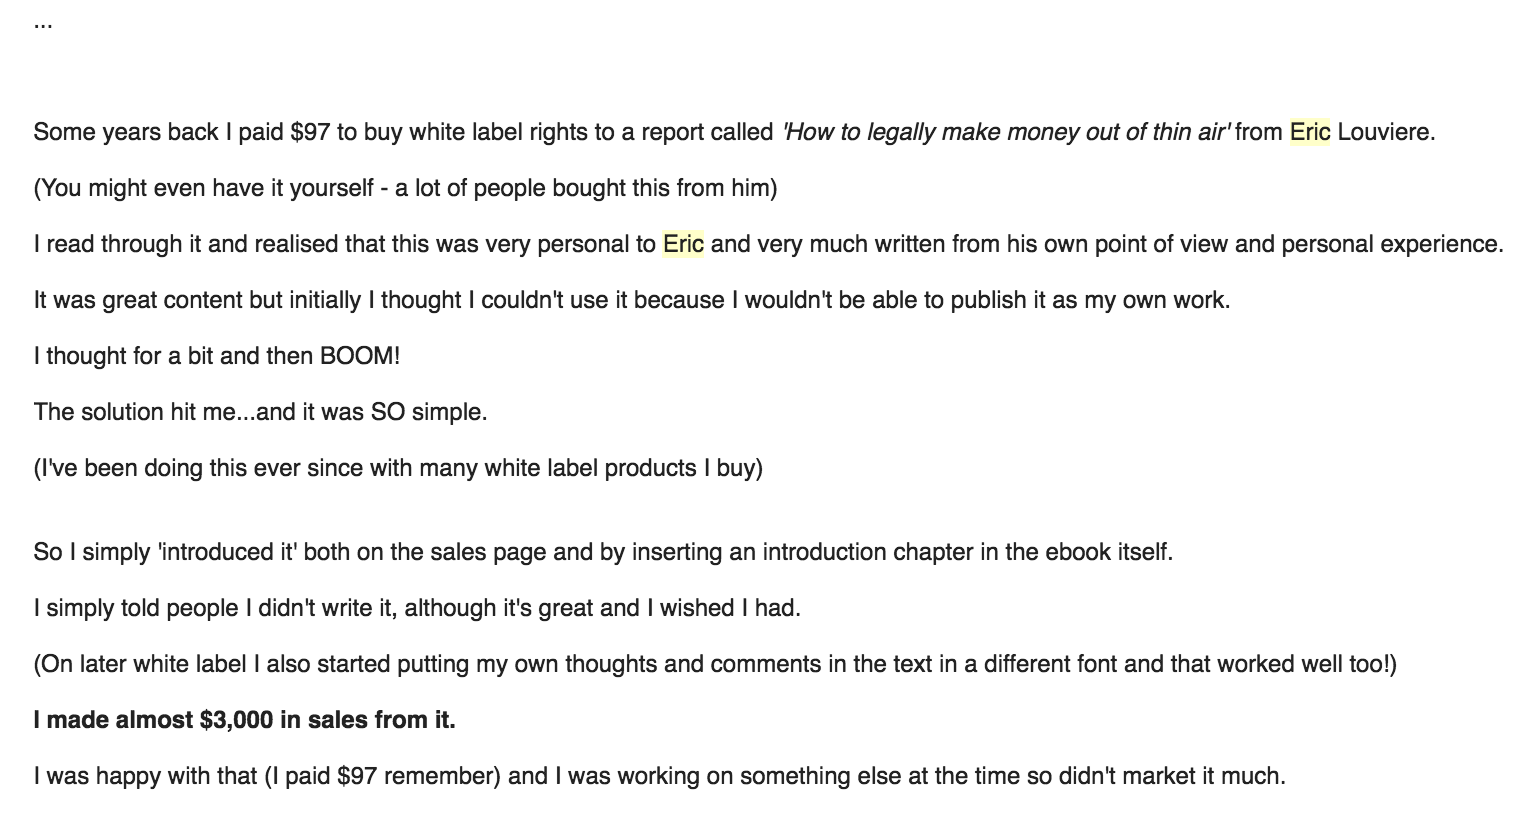 ...
Some years back I paid $97 to buy white label rights to a report called 'How to legally make money out of thin air' from Eric Louviere.
(You might even have it yourself - a lot of people bought this from him)
I read through it and realised that this was very personal to Eric and very much written from his own point of view and personal experience.
It was great content but initially I thought I couldn't use it because I wouldn't be able to publish it as my own work.
I thought for a bit and then BOOM!
The solution hit me...and it was SO simple.
(I've been doing this ever since with many white label products I buy)
So I simply 'introduced it' both on the sales page and by inserting an introduction chapter in the ebook itself.
I simply told people I didn't write it, although it's great and I wished I had.
(On later white label I also started putting my own thoughts and comments in the text in a different font and that worked well too!)
I made almost $3,000 in sales from it.
I was happy with that (I paid $97 remember) and I was working on something else at the time so didn't market it much.